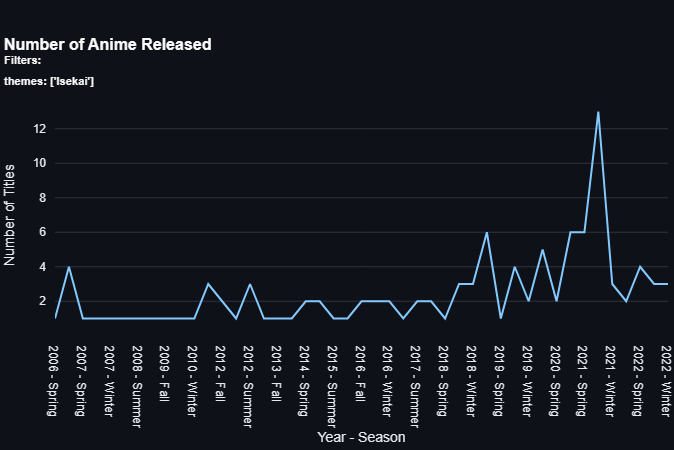 Number of Anime Released
Filters:
themes: ['Isekai']
Number of Titles
12
10
8
6
4
2
2006 - Spring
2007 - Spring
2007 - Winter
2008 - Summer
2009 - Fall
2010 - Winter
2012 - Fall
2012 - Summer
2013 - Fall
2014 - Spring
2015 - Summer
2016 - Fall
2016 - Winter
2017 - Summer
2018 - Spring
2018 - Winter
2019 - Spring
2019 - Winter
2020 - Spring
2021 - Spring
2021 - Winter
2022 - Spring
2022 - Winter
Year - Season